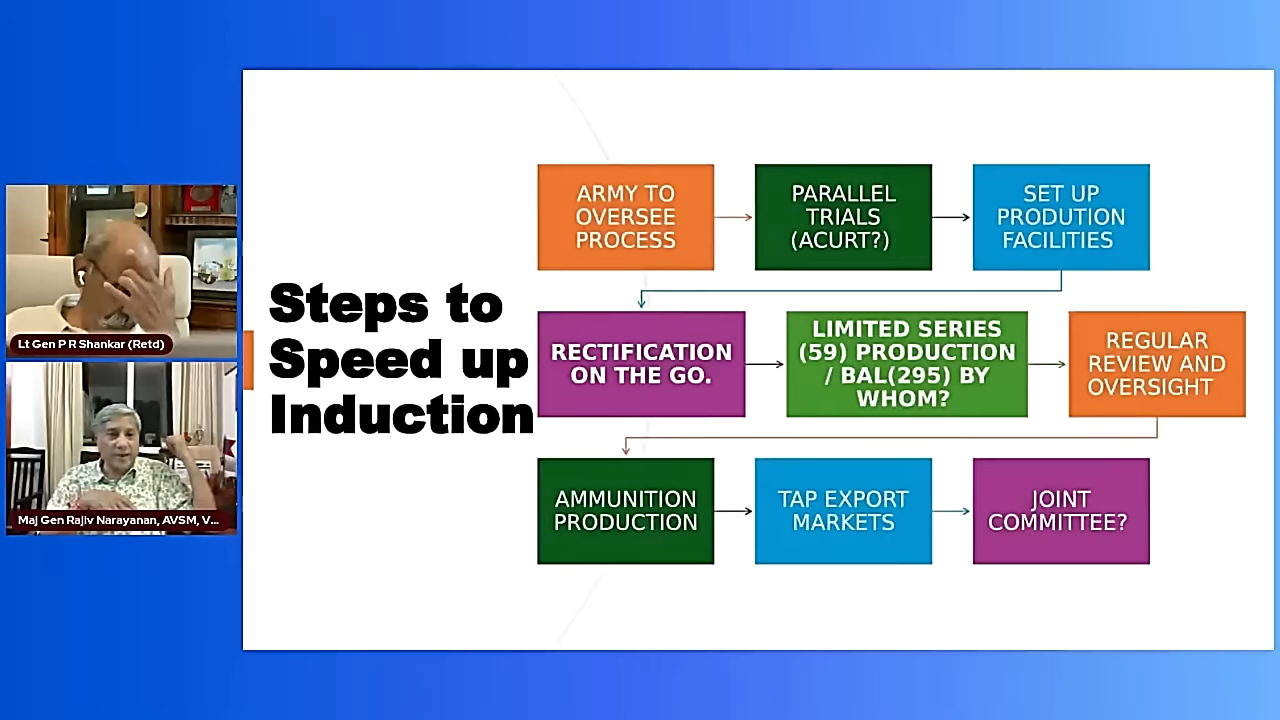 ARMY TO
OVERSEE
PROCESS
PARALLEL
TRIALS
(ACURT?)
SET UP
PRODUTION
FACILITIES
Steps to
Speed up
Induction
RECTIFICATION
ON THE GO.
LIMITED SERIES
(59) PRODUCTION
/ BAL(295) BY
WHOM?
REGULAR
REVIEW AND
OVERSIGHT
AMMUNITION
PRODUCTION
TAP EXPORT
MARKETS
JOINT
COMMITTEE?
Lt Gen P R Shankar (Retd)
Maj Gen Rajiv Narayanan, AVSM, V...